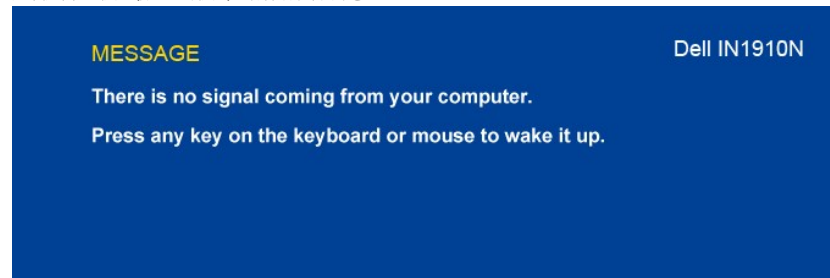 MESSAGE
Dell IN1910N
There is no signal coming from your computer.
Press any key on the keyboard or mouse to wake it up.